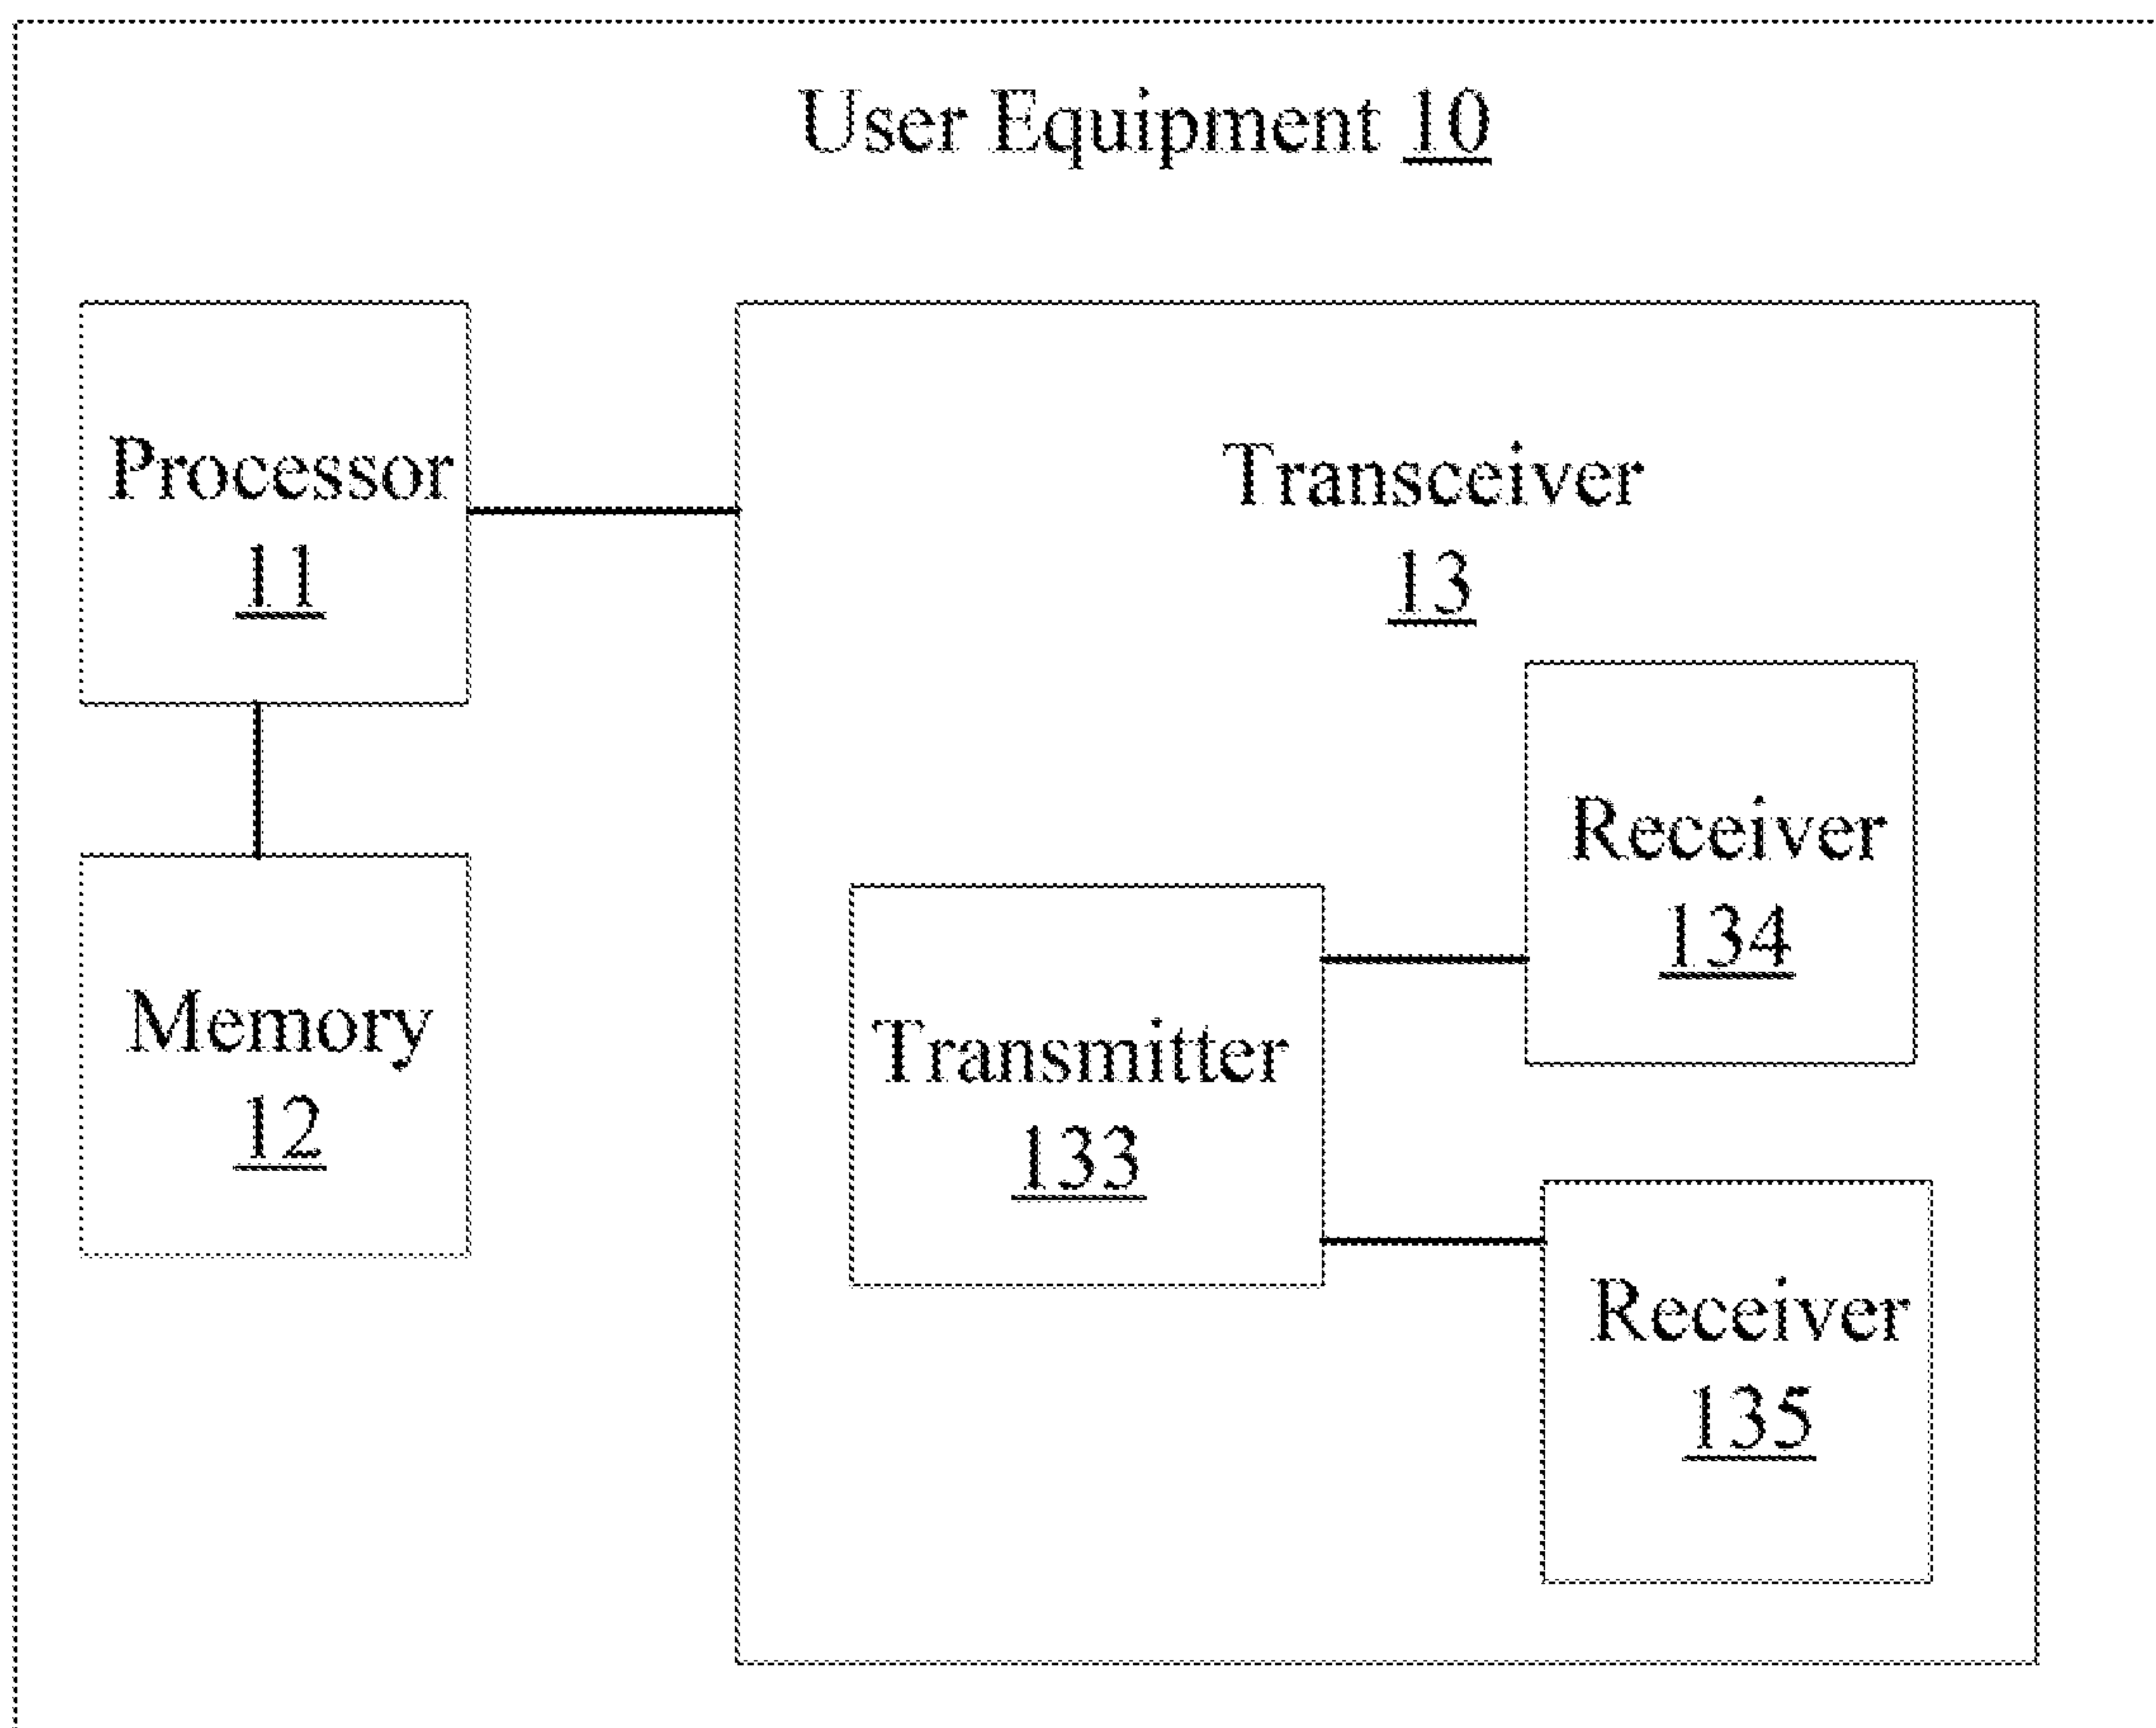 User Equipment 10
Processor
11
Transceiver
13
Receiver
134
Memory
12
Transmitter
133
Receiver
135